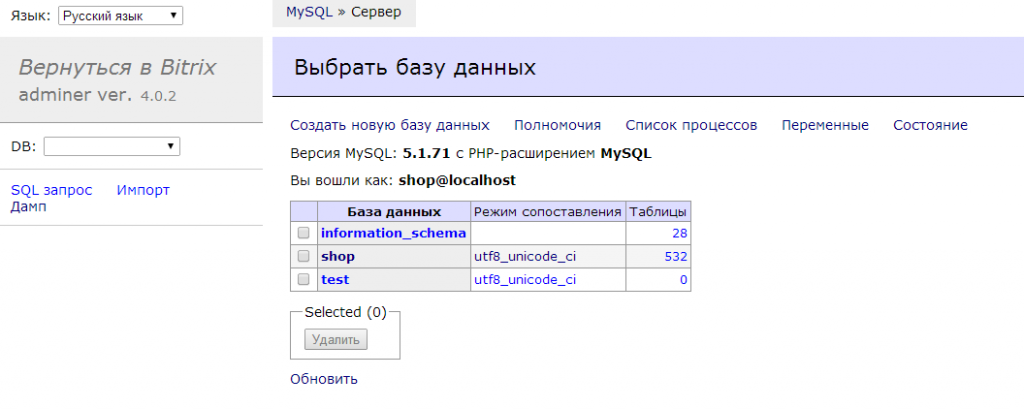 Язык: Русский язык
MySQL » Сервер
Вернуться в Bitrix
adminer ver. 4.0.2
Выбрать базу данных
DB:
SQL запрос Импорт
Дамп
Создать новую базу данных Полномочия Список процессов Переменные Состояние
Версия MySQL: 5.1.71 с PHP-расширением MySQL
Вы вошли как: shop@localhost
База данных Режим сопоставления Таблицы
information_schema 28
shop utf8_unicode_ci 532
test utf8_unicode_ci 0
Selected (0)
Удалить
Обновить